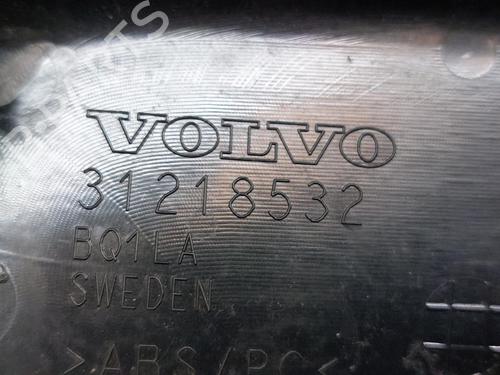 VOLVO
31218532
BQ1LA
SWEDEN
>ABS/PC<